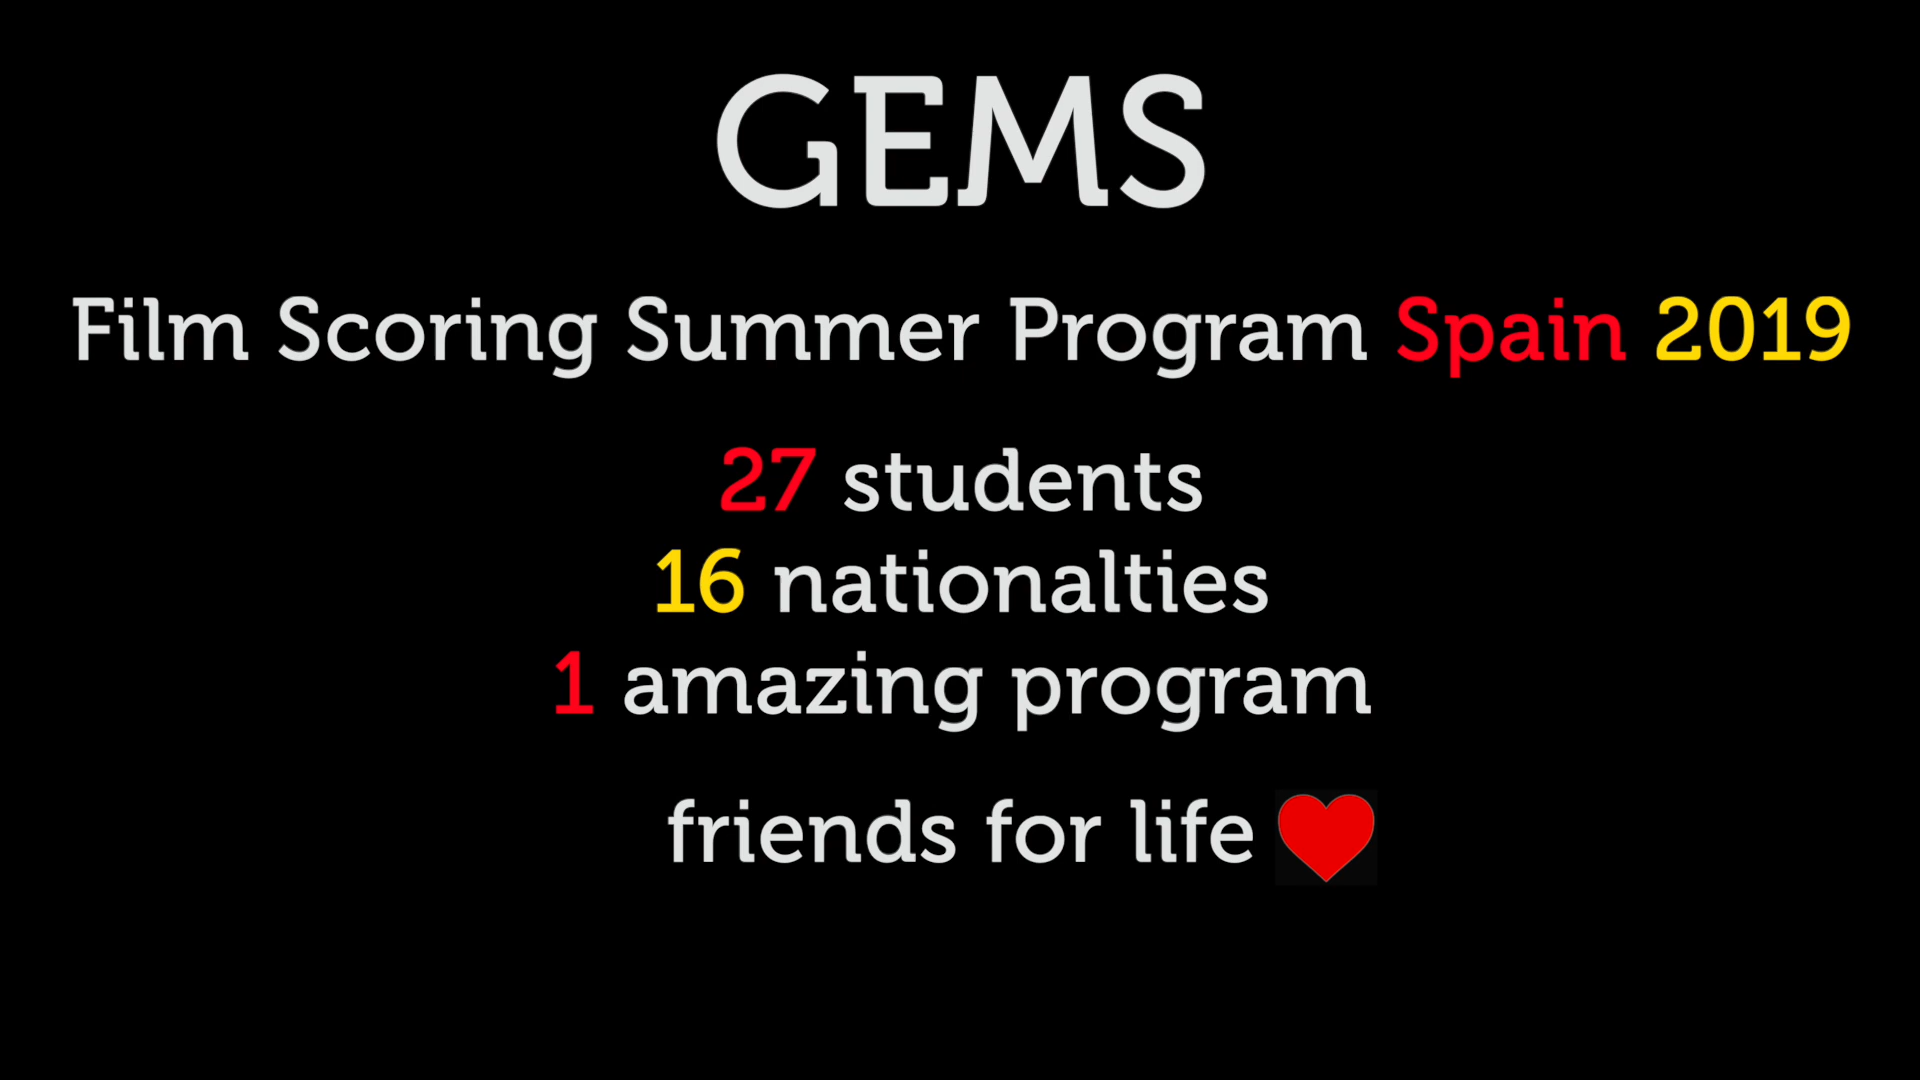 GEMS
Film Scoring Summer Program Spain 2019
27 students
16 nationalties
1 amazing program
friends for life